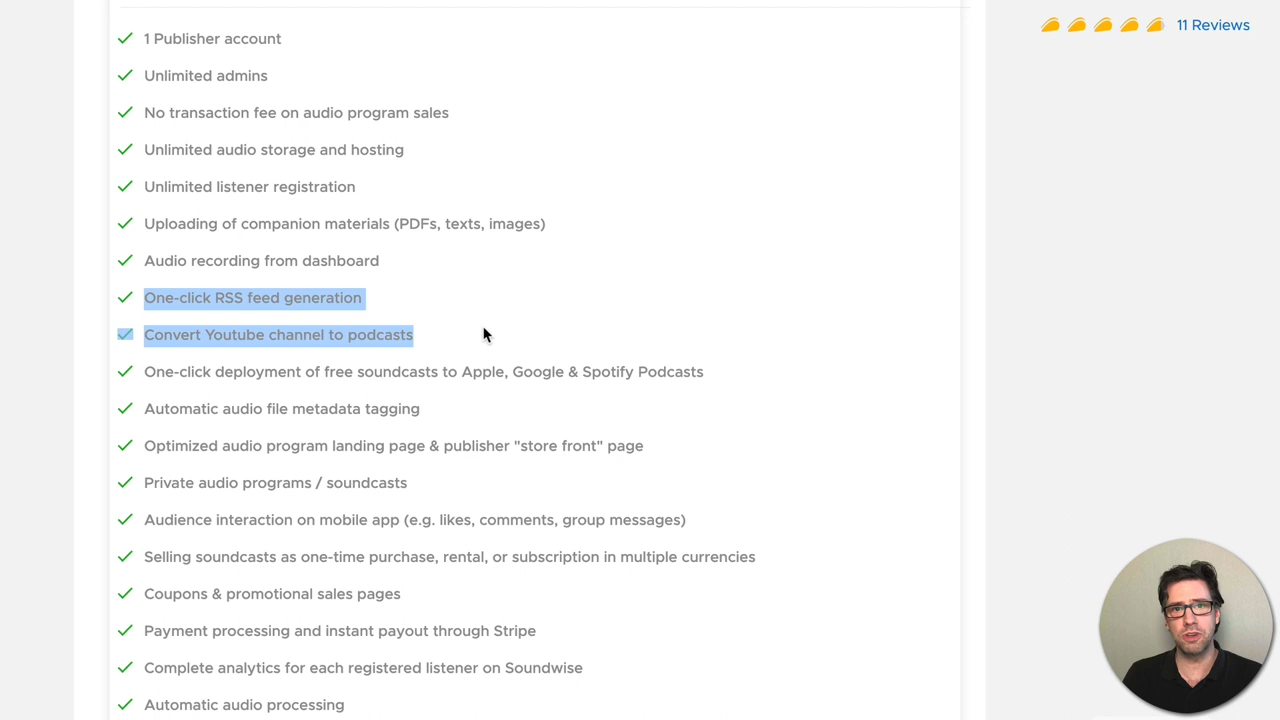 11 Reviews
1 Publisher account
Unlimited admins
No transaction fee on audio program sales
Unlimited audio storage and hosting
Unlimited listener registration
Uploading of companion materials (PDFs, texts, images)
Audio recording from dashboard
One-click RSS feed generation
Convert Youtube channel to podcasts
One-click deployment of free soundcasts to Apple, Google & Spotify Podcasts
Automatic audio file metadata tagging
Optimized audio program landing page & publisher "store front" page
Private audio programs / soundcasts
Audience interaction on mobile app (e.g. likes, comments, group messages)
Selling soundcasts as one-time purchase, rental, or subscription in multiple currencies
Coupons & promotional sales pages
Payment processing and instant payout through Stripe
Complete analytics for each registered listener on Soundwise
Automatic audio processing